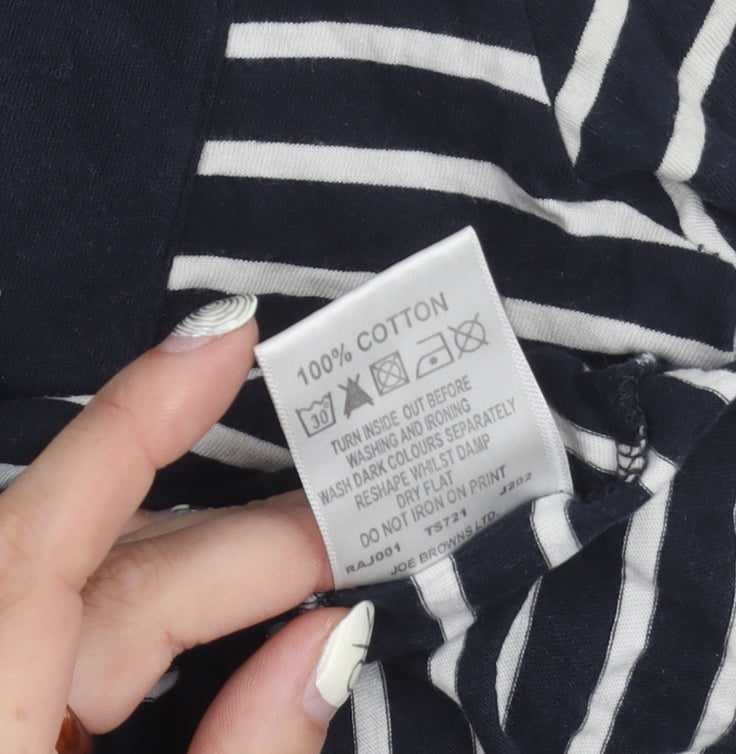 100% COTTON
30
TURN INSIDE OUT BEFORE
WASHING AND IRONING
WASH DARK COLOURS SEPARATELY
RESHAPE WHILST DAMP
DRY FLAT
DO NOT IRON ON PRINT
RAJ001 TS721 J202
JOE BROWNS LTD.